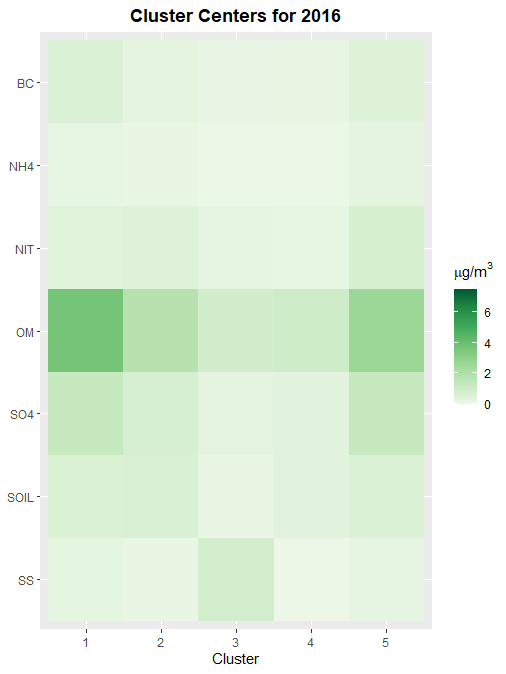 Cluster Centers for 2016
BC
NH4
NIT
OM
SO4
SOIL
SS
1 2 3 4 5
Cluster
μg/m³
6
4
2
0